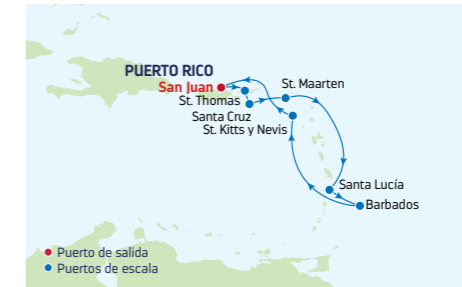 PUERTO RICO
San Juan
St. Thomas
St. Maarten
Santa Cruz
St. Kitts y Nevis
Santa Lucía
Barbados
Puerto de salida
Puertos de escala